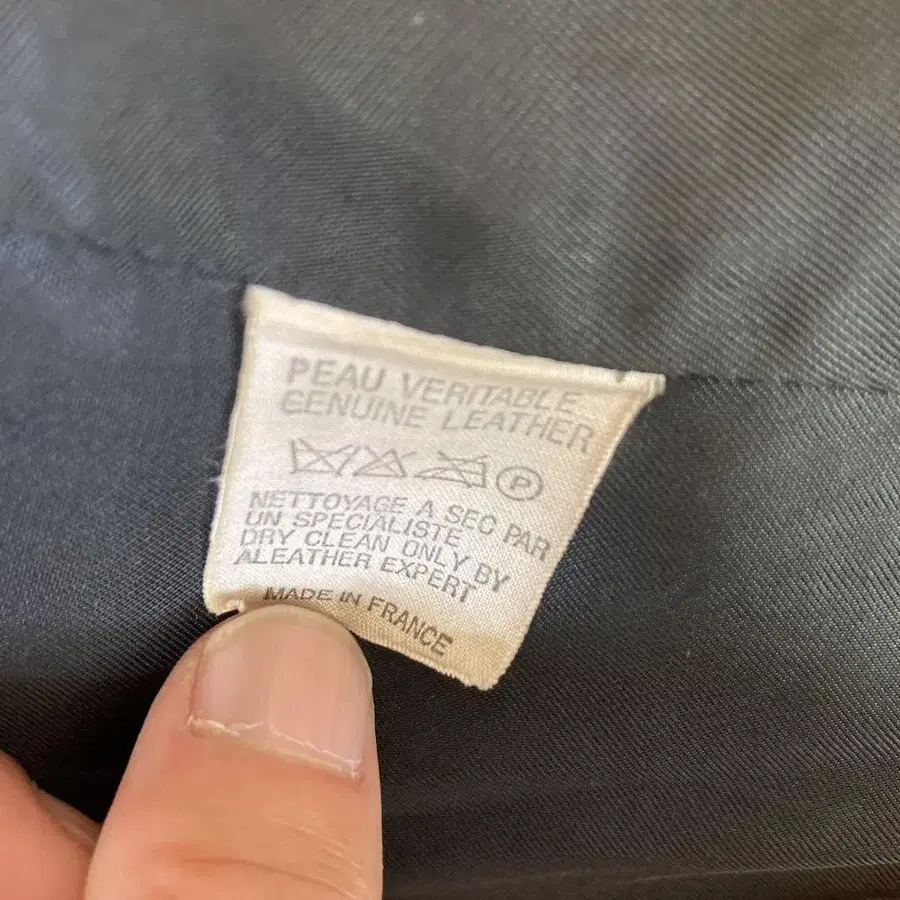 PEAU VERITABLE
GENUINE LEATHER
P
NETTOYAGE A SEC PAR
UN SPECIALISTE
DRY CLEAN ONLY BY
ALEATHER EXPERT
MADE IN FRANCE